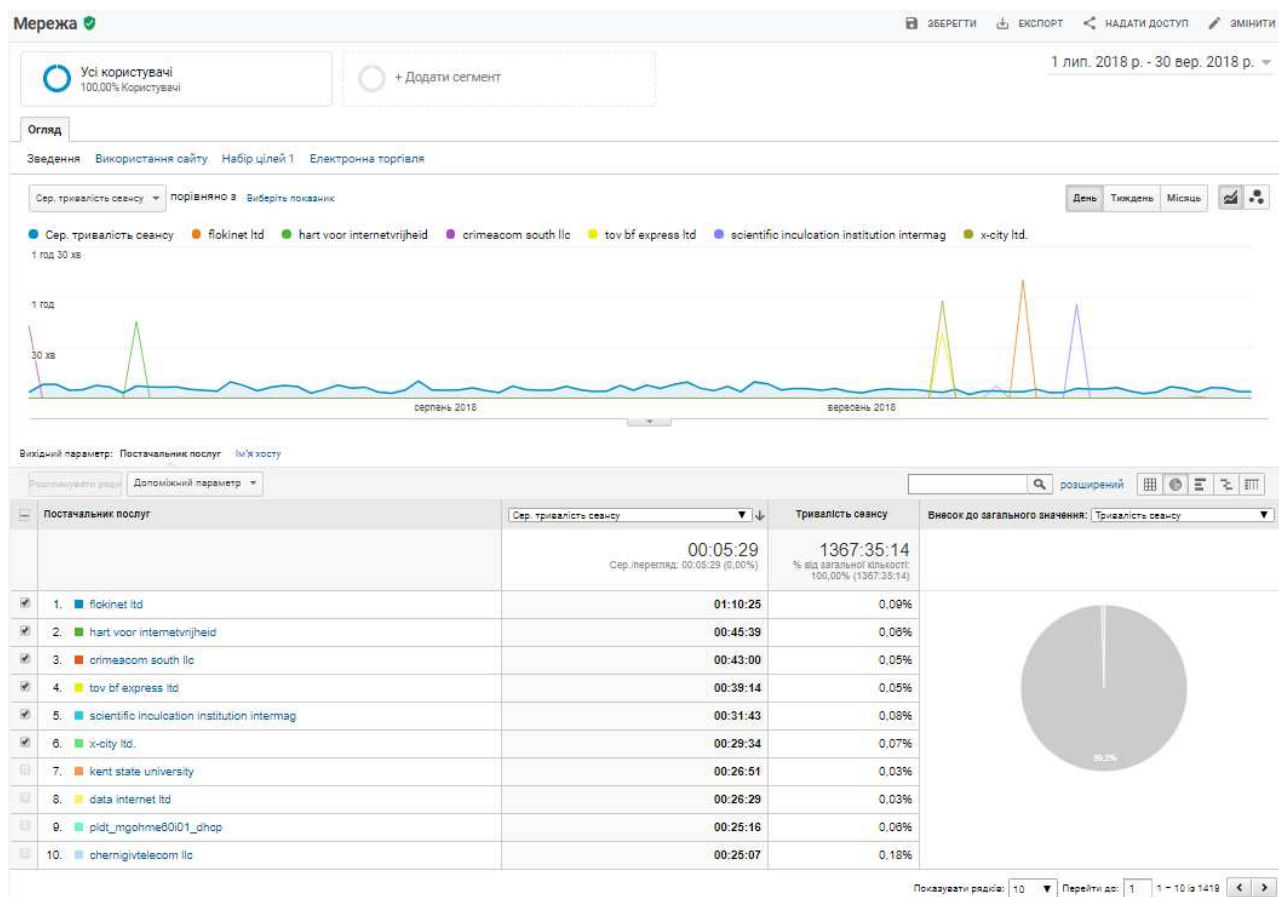 Мережа
ЗБЕРЕГТИ ЕКСПОРТ НАДАТИ ДОСТУП ЗМІНИТИ
Усі користувачі
100,00% Користувачі
+ Додати сегмент
1 лип. 2018 р. - 30 вер. 2018 р.
Огляд
Зведення Використання сайту Набір цілей 1 Електронна торгівля
Сер. тривалість сеансу порівняно з Виберіть показник
День Тиждень Місяць
Сер. тривалість сеансу flokinet ltd hart voor internetvrijheid crimeacom south llc tov bf express ltd scientific inculcation institution intermag x-city ltd.
1 год 30 хв
1 год
30 хв
серпень 2018 вересень 2018
Вихідний параметр: Постачальник послуг Ім'я хосту
Допоміжний параметр
розширений
Постачальник послуг Сер. тривалість сеансу Тривалість сеансу Внесок до загального значення: Тривалість сеансу
00:05:29 1367:35:14
Сер./перегляд: 00:05:29 (0,00%) % від загальної кількості:
100,00% (1367:35:14)
1. flokinet ltd 01:10:25 0,09%
2. hart voor internetvrijheid 00:45:39 0,06%
3. crimeacom south llc 00:43:00 0,05%
4. tov bf express ltd 00:39:14 0,05%
5. scientific inculcation institution intermag 00:31:43 0,08%
6. x-city ltd. 00:29:34 0,07%
7. kent state university 00:26:51 0,03%
8. data internet ltd 00:26:29 0,03%
9. pldt_mgohme60i01_dhcp 00:25:16 0,06%
10. chernigivtelecom llc 00:25:07 0,18%
Показувати рядків: 10 Перейти до: 1 1 – 10 із 1419